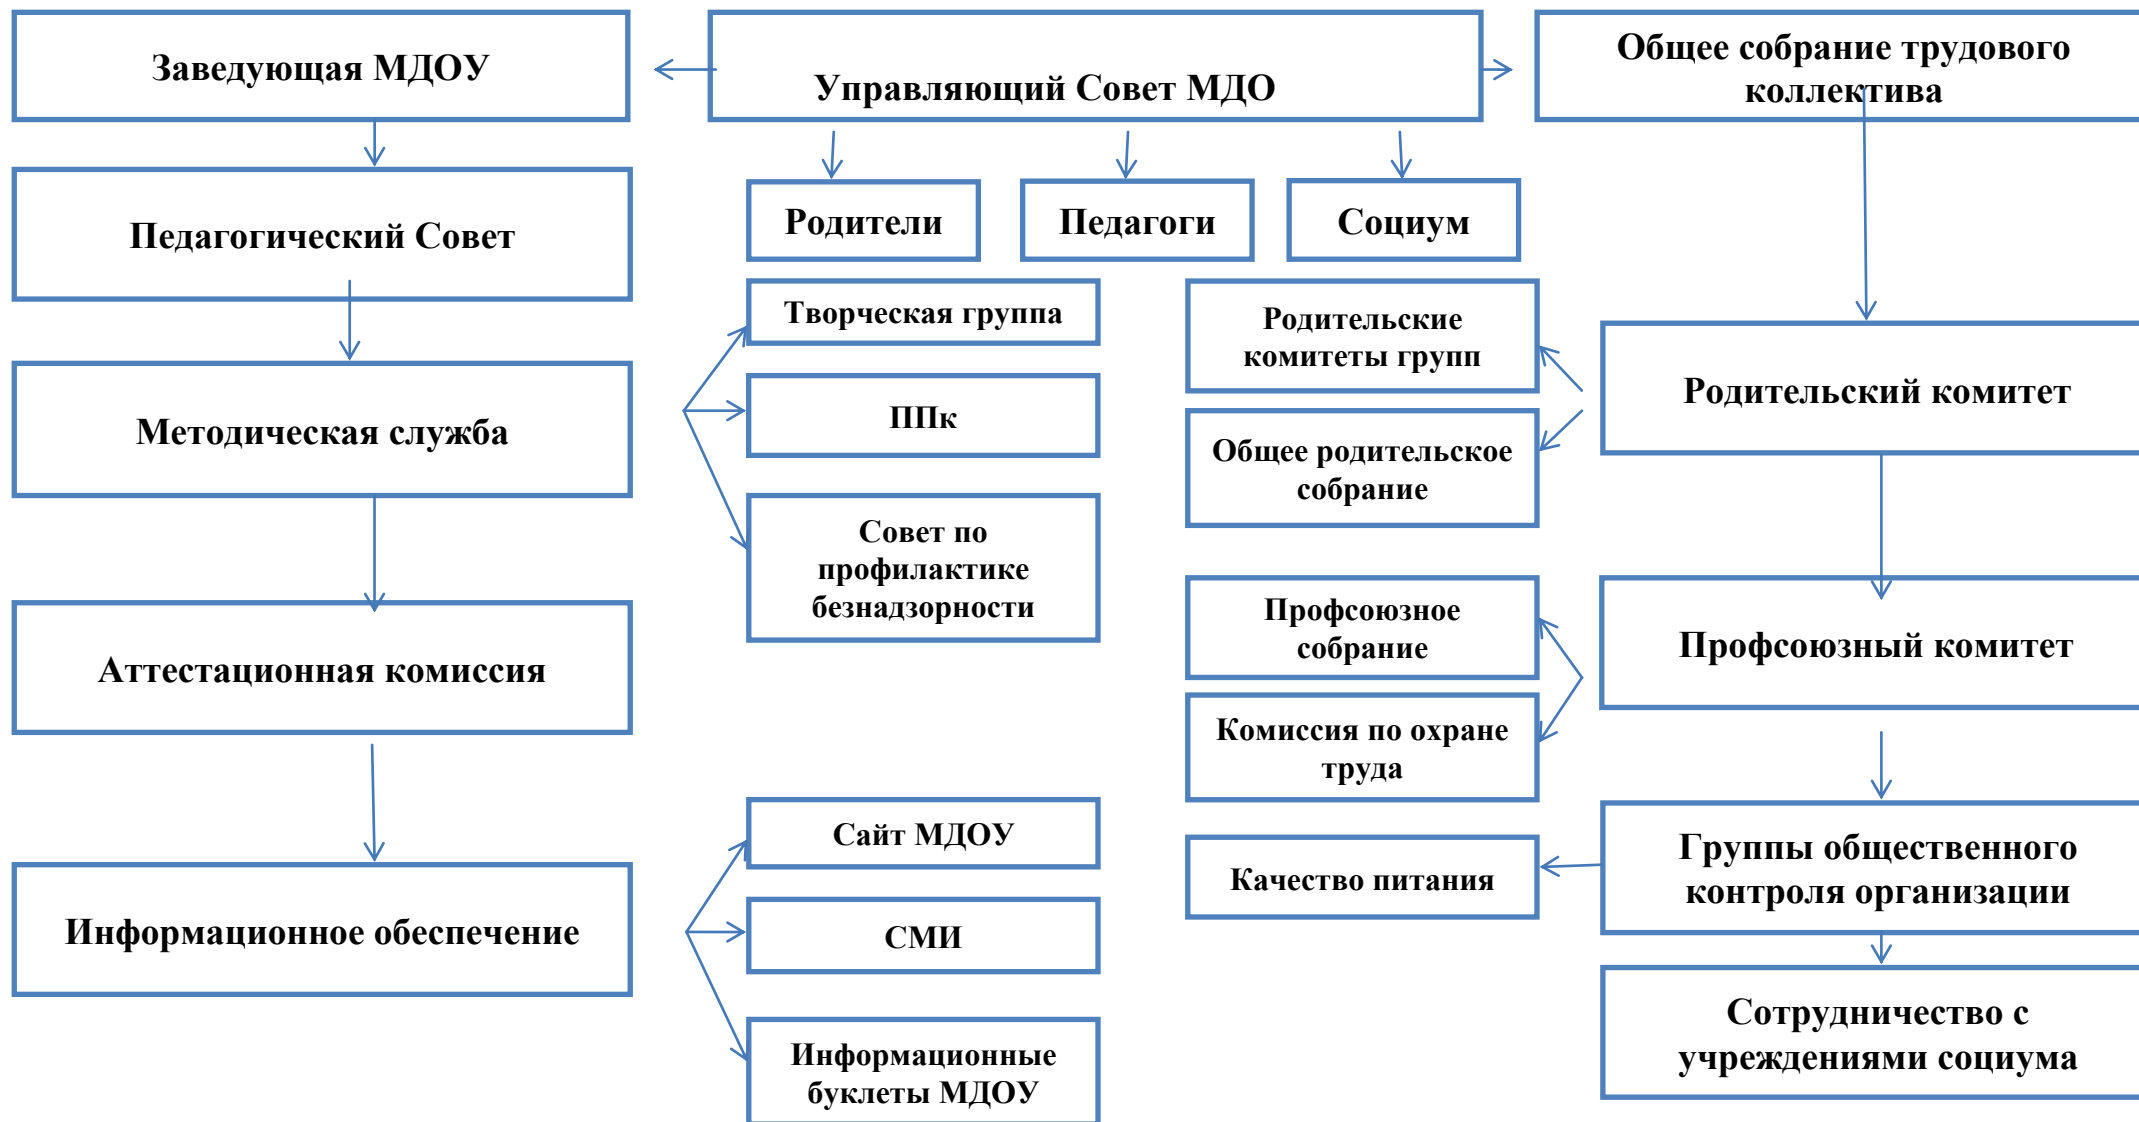 Заведующая МДОУ
Управляющий Совет МДО
Общее собрание трудового
коллектива
Педагогический Совет
Родители
Педагоги
Социум
Творческая группа
Родительские
комитеты групп
Родительский комитет
Методическая служба
ППк
Общее родительское
собрание
Совет по
профилактике
безнадзорности
Профсоюзное
собрание
Профсоюзный комитет
Аттестационная комиссия
Комиссия по охране
труда
Сайт МДОУ
Группы общественного
контроля организации
Качество питания
Информационное обеспечение
СМИ
Сотрудничество с
учреждениями социума
Информационные
буклеты МДОУ